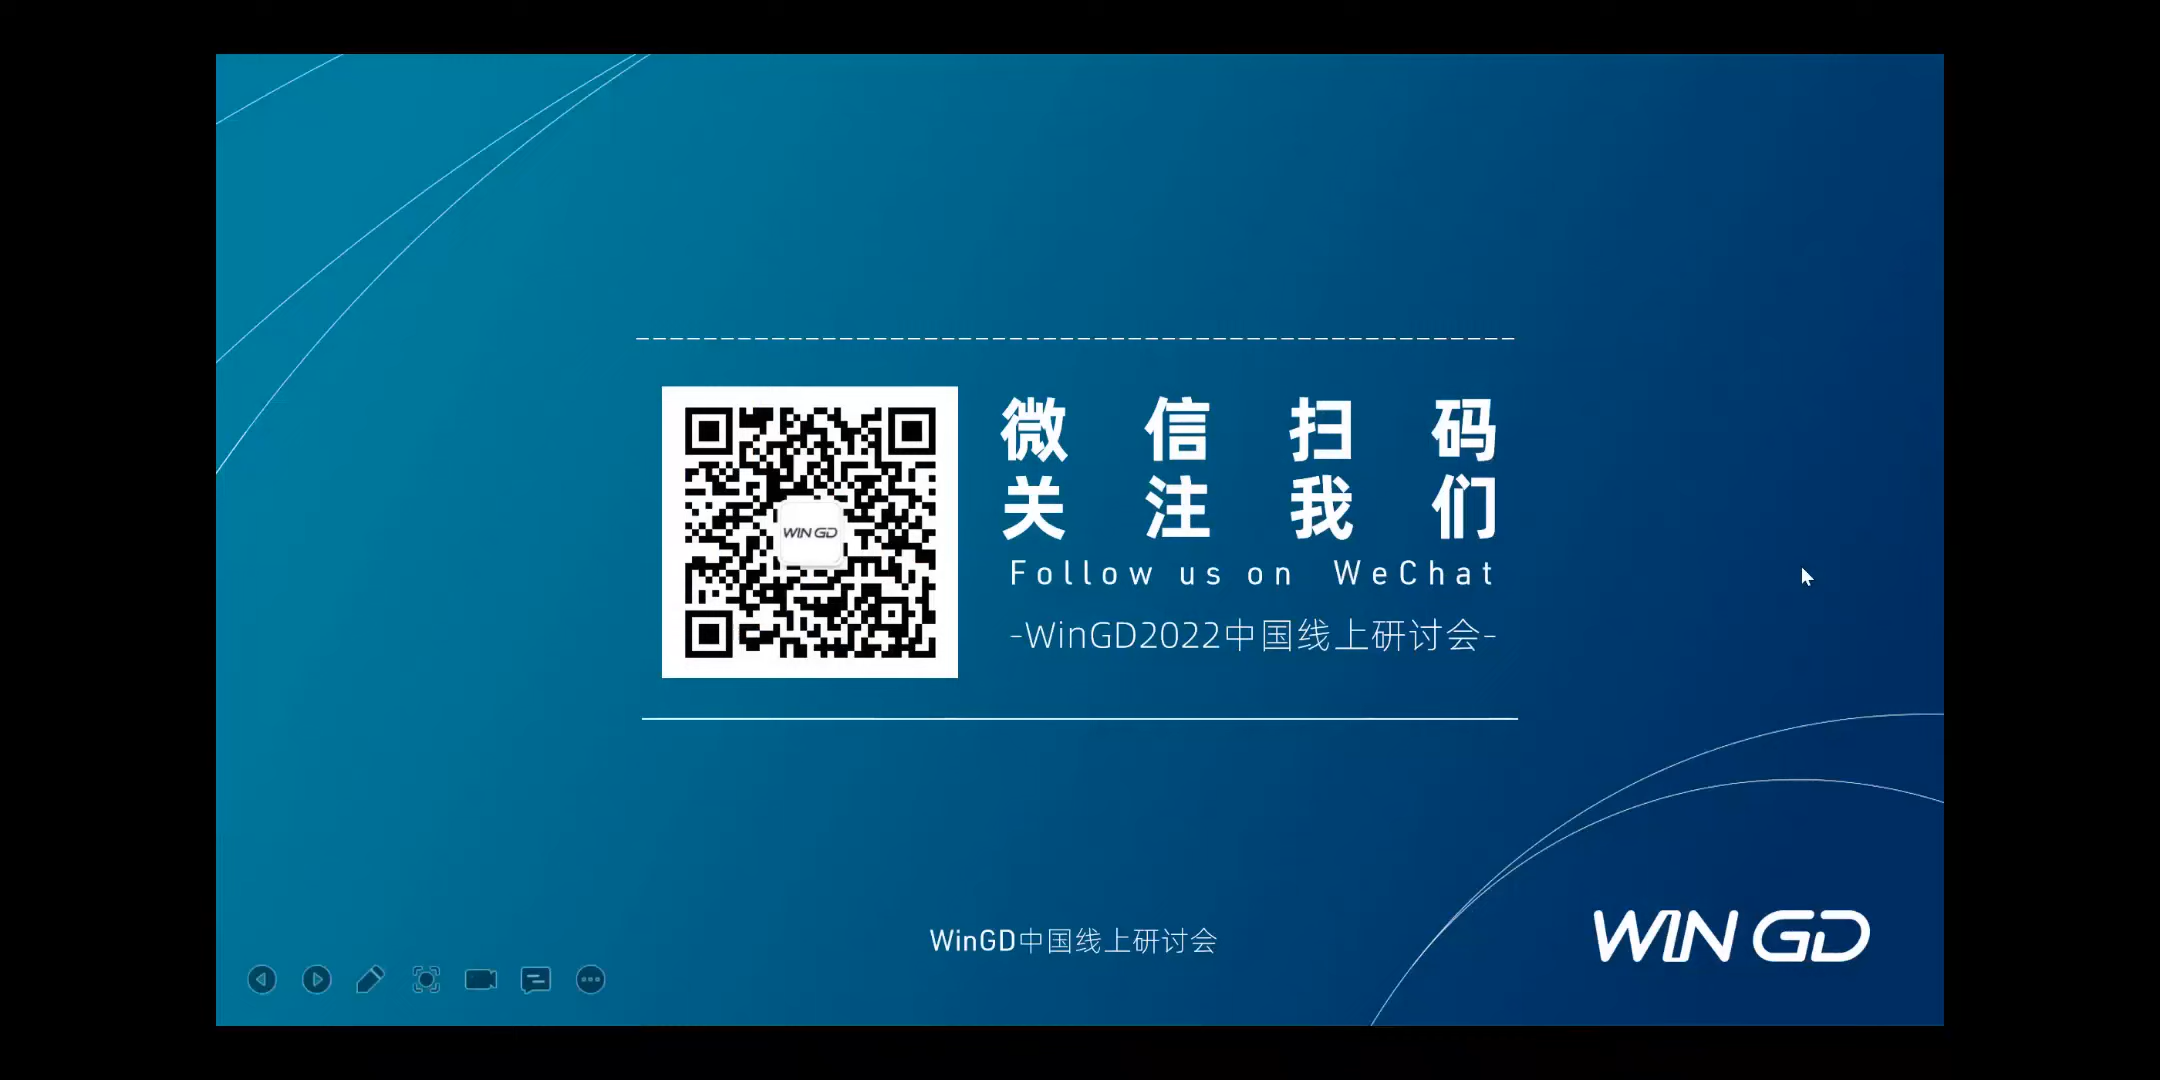 微信扫码
关注我们
Follow us on WeChat
-WinGD2022中国线上研讨会-
WIN GD
WinGD中国线上研讨会
WIN GD